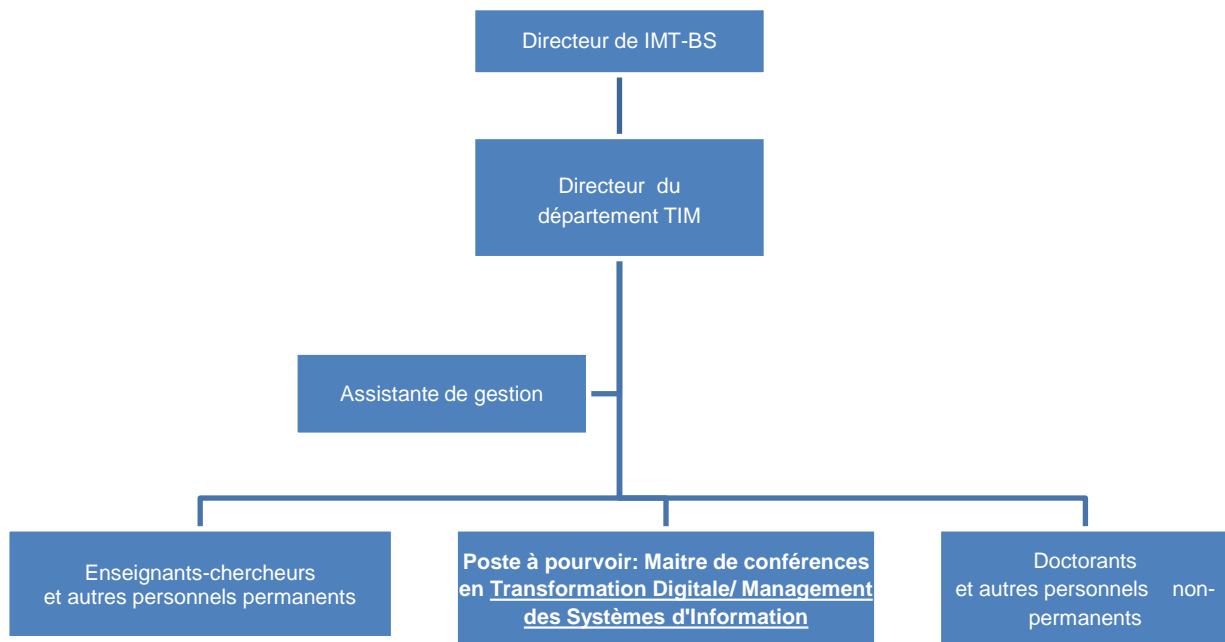 Directeur de IMT-BS
Directeur du
département TIM
Assistante de gestion
Enseignants-chercheurs
et autres personnels permanents
Poste à pourvoir: Maitre de conférences
en Transformation Digitale/ Management
des Systèmes d'Information
Doctorants
et autres personnels non-
permanents